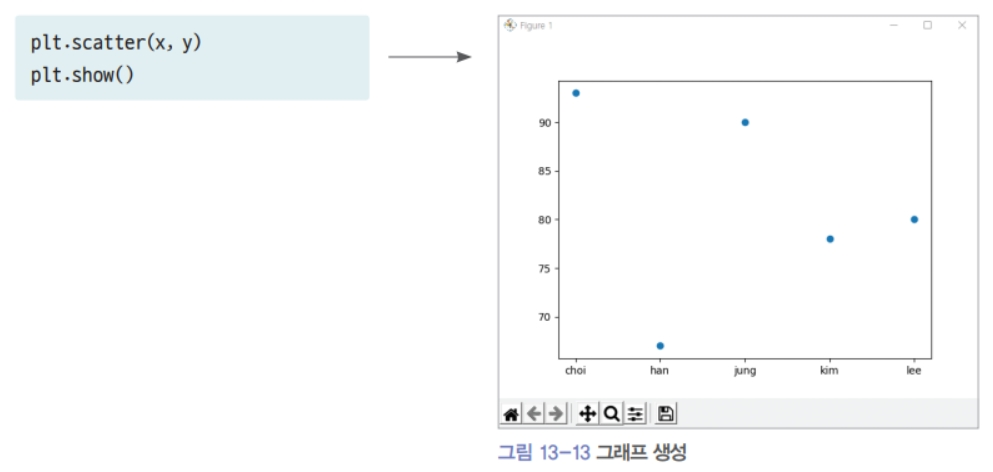 plt.scatter(x, y)
plt.show()
Figure 1
90
85
80
75
70
choi han jung kim lee
그림 13-13 그래프 생성